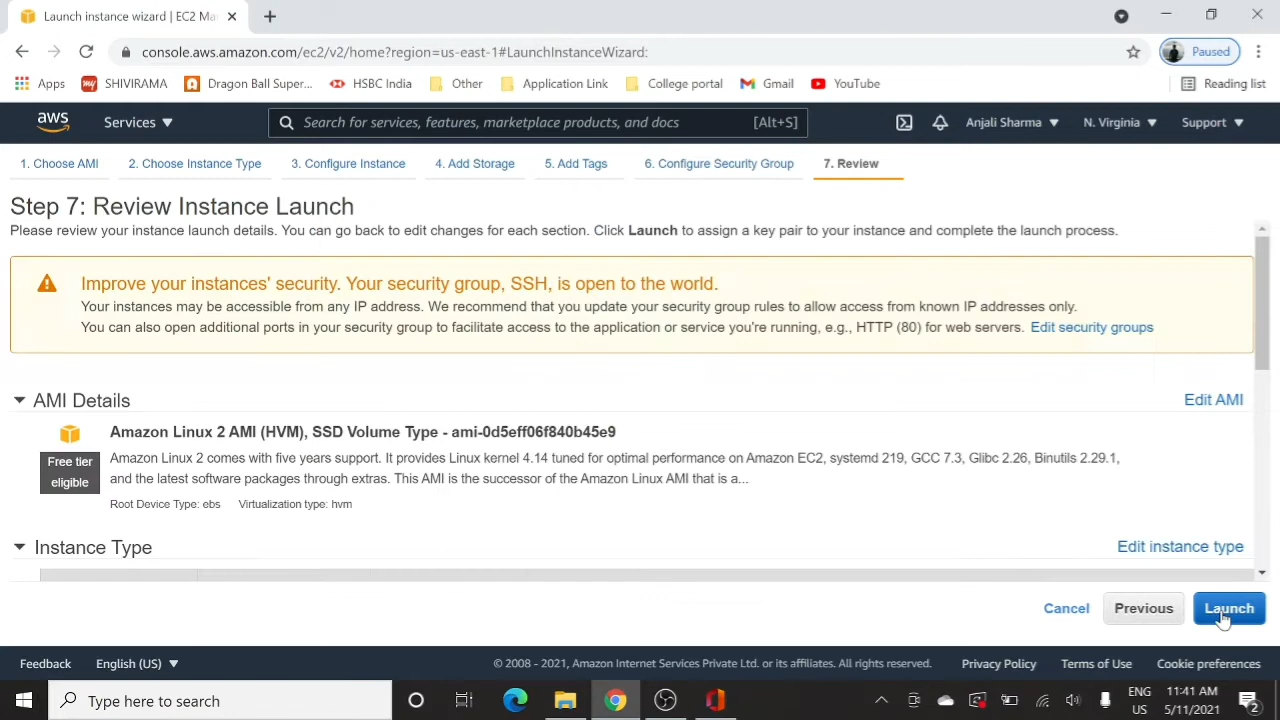 Launch instance wizard | EC2 Ma
console.aws.amazon.com/ec2/v2/home?region=us-east-1#LaunchInstanceWizard:
Paused
Apps
SHIVIRAMA
Dragon Ball Super...
HSBC India
Other
Application Link
College portal
Gmail
YouTube
Reading list
aws
Services
Search for services, features, marketplace products, and docs
[Alt+S]
Anjali Sharma
N. Virginia
Support
1. Choose AMI
2. Choose Instance Type
3. Configure Instance
4. Add Storage
5. Add Tags
6. Configure Security Group
7. Review
Step 7: Review Instance Launch
Please review your instance launch details. You can go back to edit changes for each section. Click Launch to assign a key pair to your instance and complete the launch process.
Improve your instances' security. Your security group, SSH, is open to the world.
Your instances may be accessible from any IP address. We recommend that you update your security group rules to allow access from known IP addresses only.
You can also open additional ports in your security group to facilitate access to the application or service you're running, e.g., HTTP (80) for web servers. Edit security groups
AMI Details
Edit AMI
Amazon Linux 2 AMI (HVM), SSD Volume Type - ami-0d5eff06f840b45e9
Free tier
eligible
Amazon Linux 2 comes with five years support. It provides Linux kernel 4.14 tuned for optimal performance on Amazon EC2, systemd 219, GCC 7.3, Glibc 2.26, Binutils 2.29.1,
and the latest software packages through extras. This AMI is the successor of the Amazon Linux AMI that is a...
Root Device Type: ebs
Virtualization type: hvm
Instance Type
Edit instance type
Cancel
Previous
Launch
Feedback
English (US)
© 2008 - 2021, Amazon Internet Services Private Ltd. or its affiliates. All rights reserved.
Privacy Policy
Terms of Use
Cookie preferences
Type here to search
ENG
US
11:41 AM
5/11/2021
2